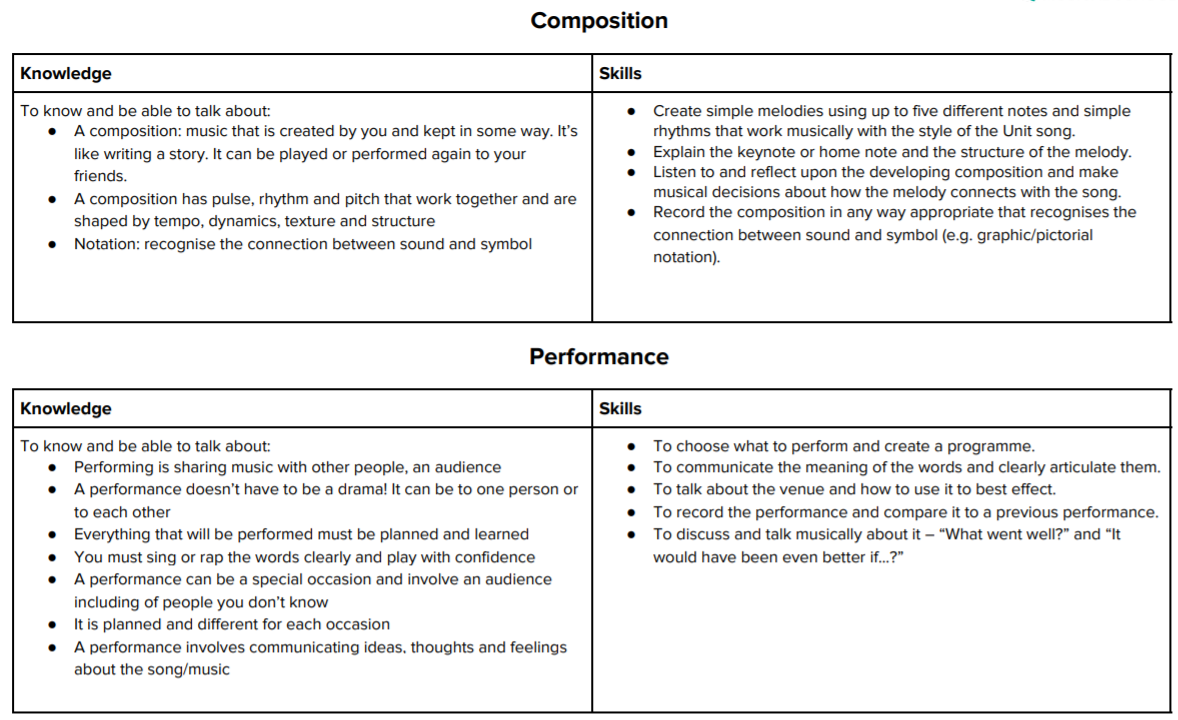 Composition
Knowledge
Skills
To know and be able to talk about:
● A composition: music that is created by you and kept in some way. It's
like writing a story. It can be played or performed again to your
friends.
● A composition has pulse, rhythm and pitch that work together and are
shaped by tempo, dynamics, texture and structure
● Notation: recognise the connection between sound and symbol
● Create simple melodies using up to five different notes and simple
rhythms that work musically with the style of the Unit song.
● Explain the keynote or home note and the structure of the melody.
● Listen to and reflect upon the developing composition and make
musical decisions about how the melody connects with the song.
● Record the composition in any way appropriate that recognises the
connection between sound and symbol (e.g. graphic/pictorial
notation).
Performance
Knowledge
Skills
To know and be able to talk about:
● Performing is sharing music with other people, an audience
● A performance doesn't have to be a drama! It can be to one person or
to each other
● Everything that will be performed must be planned and learned
● You must sing or rap the words clearly and play with confidence
● A performance can be a special occasion and involve an audience
including of people you don't know
● It is planned and different for each occasion
● A performance involves communicating ideas, thoughts and feelings
about the song/music
● To choose what to perform and create a programme.
● To communicate the meaning of the words and clearly articulate them.
● To talk about the venue and how to use it to best effect.
● To record the performance and compare it to a previous performance.
● To discuss and talk musically about it – “What went well?” and “It
would have been even better if...?”